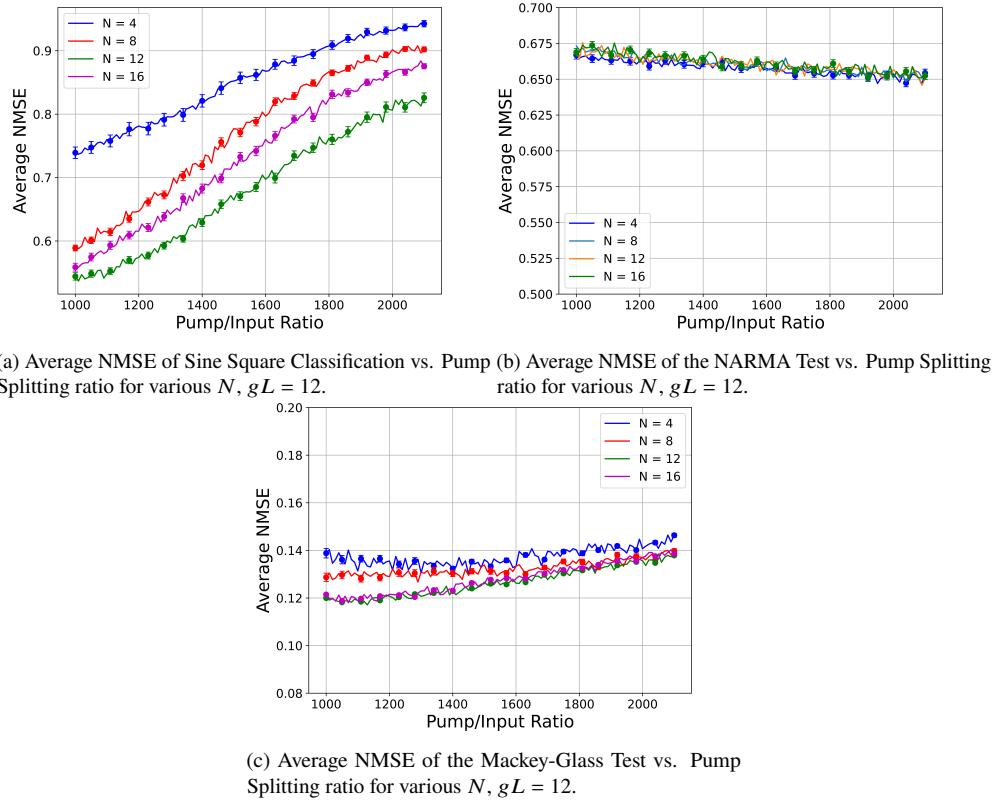 N = 4
N = 8
N = 12
N = 16
0.9
0.8
0.7
0.6
Average NMSE
1000 1200 1400 1600 1800 2000
Pump/Input Ratio
0.700
0.675
0.650
0.625
0.600
0.575
0.550
0.525
0.500
Average NMSE
N = 4
N = 8
N = 12
N = 16
1000 1200 1400 1600 1800 2000
Pump/Input Ratio
(a) Average NMSE of Sine Square Classification vs. Pump
Splitting ratio for various N, gL = 12.
(b) Average NMSE of the NARMA Test vs. Pump Splitting
ratio for various N, gL = 12.
0.20
0.18
0.16
0.14
0.12
0.10
0.08
Average NMSE
N = 4
N = 8
N = 12
N = 16
1000 1200 1400 1600 1800 2000
Pump/Input Ratio
(c) Average NMSE of the Mackey-Glass Test vs. Pump
Splitting ratio for various N, gL = 12.